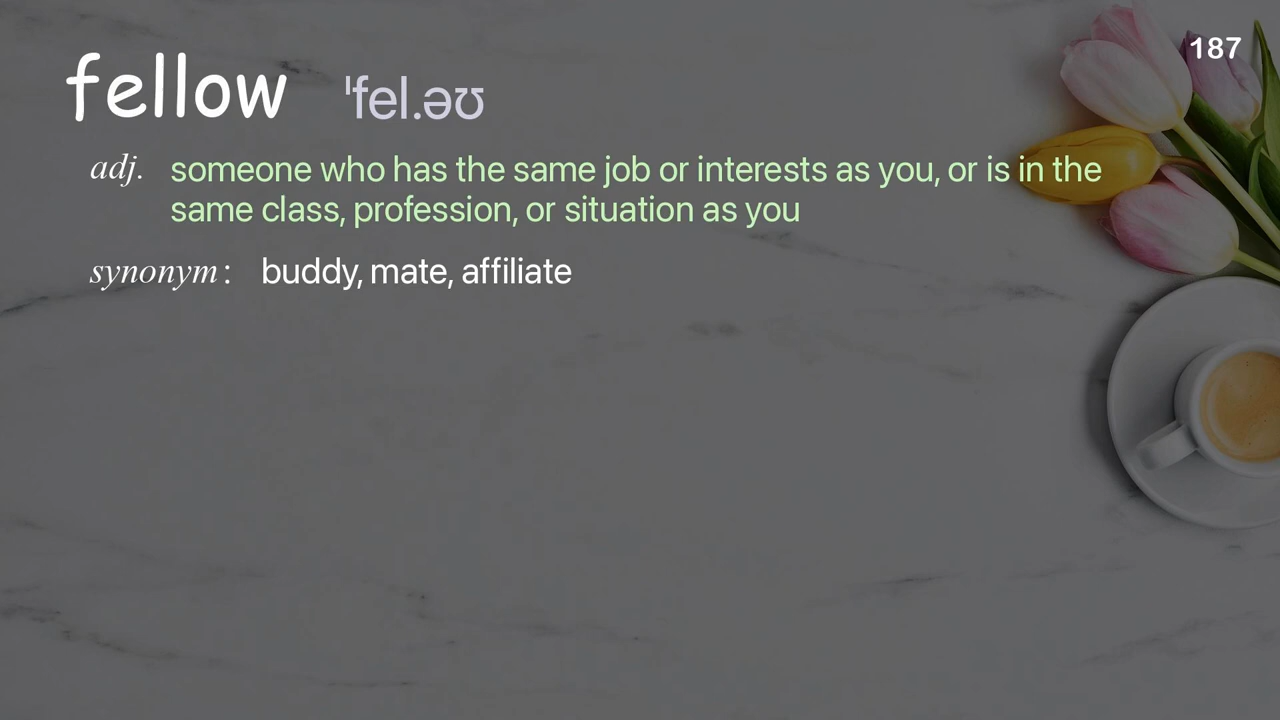 187
fellow ˈfel.əʊ
adj. someone who has the same job or interests as you, or is in the
same class, profession, or situation as you
synonym : buddy, mate, affiliate